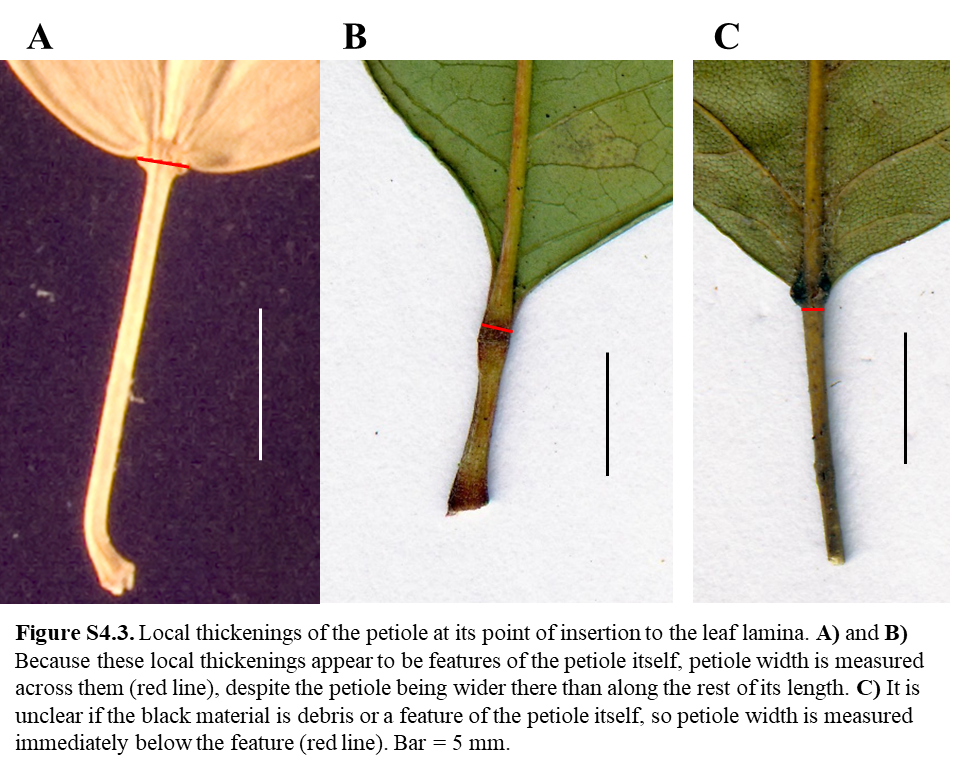 A B C
Figure S4.3. Local thickenings of the petiole at its point of insertion to the leaf lamina. A) and B)
Because these local thickenings appear to be features of the petiole itself, petiole width is measured
across them (red line), despite the petiole being wider there than along the rest of its length. C) It is
unclear if the black material is debris or a feature of the petiole itself, so petiole width is measured
immediately below the feature (red line). Bar = 5 mm.